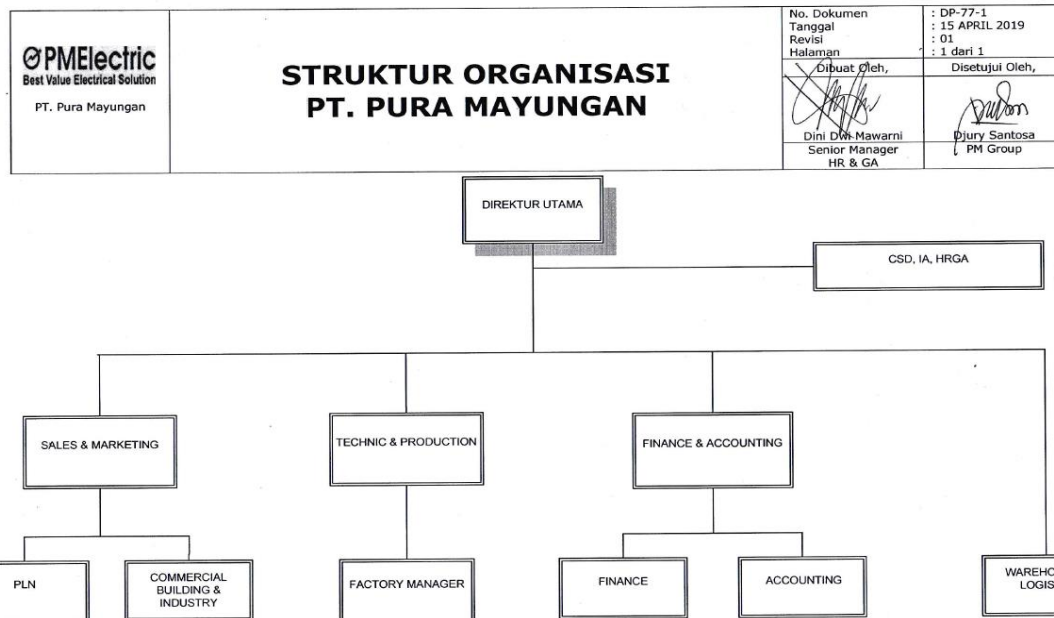 PMElectric
Best Value Electrical Solution
PT. Pura Mayungan
STRUKTUR ORGANISASI
PT. PURA MAYUNGAN
No. Dokumen : DP-77-1
Tanggal : 15 APRIL 2019
Revisi : 01
Halaman : 1 dari 1
Dibuat Oleh,
Disetujui Oleh,
Dini Dwi Mawarni
Djury Santosa
Senior Manager
HR & GA
PM Group
DIREKTUR UTAMA
CSD, IA, HRGA
SALES & MARKETING
TECHNIC & PRODUCTION
FINANCE & ACCOUNTING
PLN
COMMERCIAL
BUILDING &
INDUSTRY
FACTORY MANAGER
FINANCE
ACCOUNTING